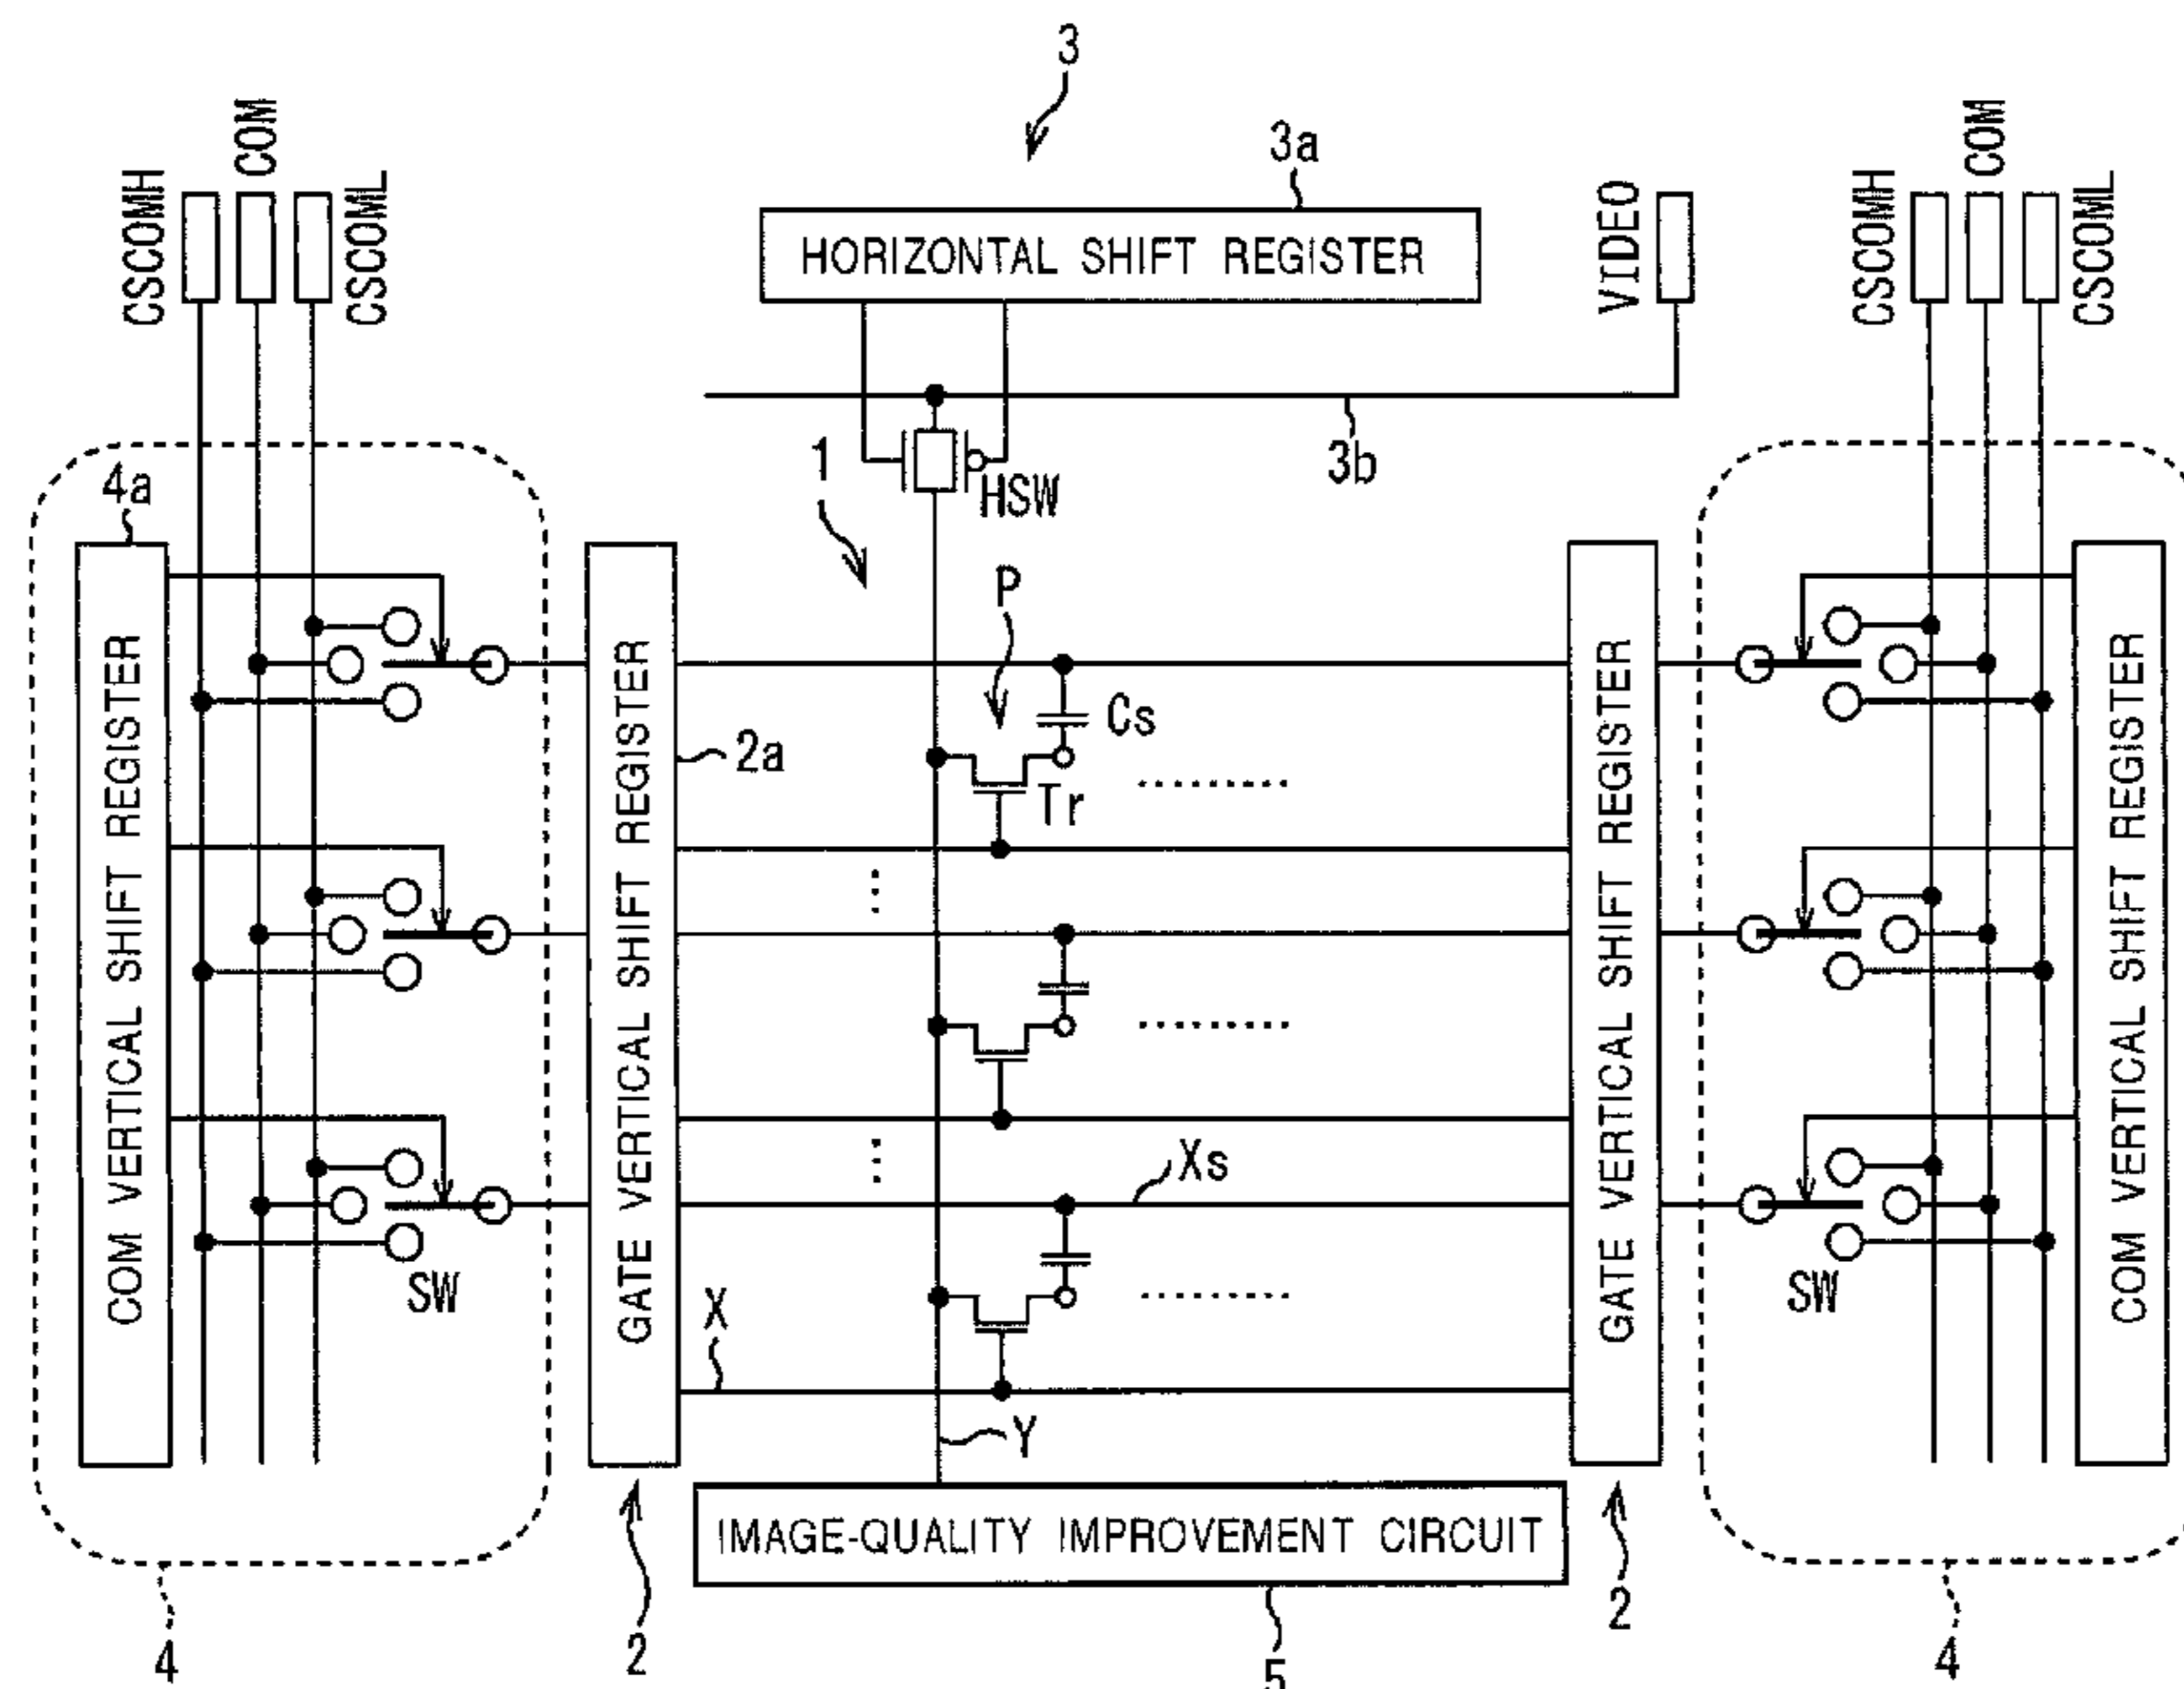 3
CSCOMH
COM
CSCOML
3a
HORIZONTAL SHIFT REGISTER
VIDEO
CSCOMH
COM
CSCOML
3b
HSW
1
4a
P
COM VERTICAL SHIFT REGISTER
GATE VERTICAL SHIFT REGISTER
2a
Cs
Tr
GATE VERTICAL SHIFT REGISTER
COM VERTICAL SHIFT REGISTER
Xs
SW
X
SW
Y
IMAGE-QUALITY IMPROVEMENT CIRCUIT
4
2
5
2
4